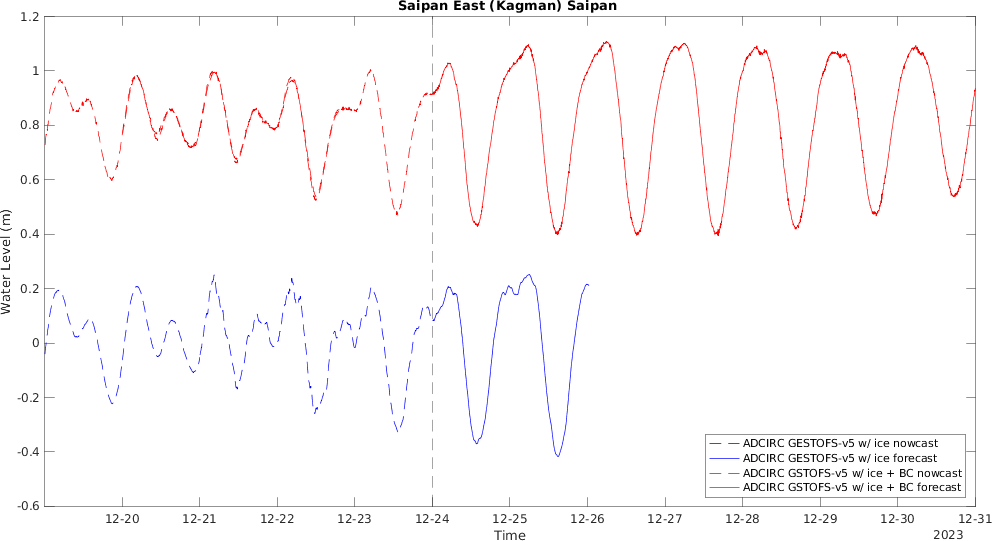 Saipan East (Kagman) Saipan
1.2
1
0.8
0.6
0.4
0.2
0
-0.2
-0.4
-0.6
Water Level (m)
ADCIRC GESTOFS-v5 w/ ice nowcast
ADCIRC GESTOFS-v5 w/ ice forecast
ADCIRC GSTOFS-v5 w/ ice + BC nowcast
ADCIRC GSTOFS-v5 w/ ice + BC forecast
12-20 12-21 12-22 12-23 12-24 12-25 12-26 12-27 12-28 12-29 12-30 12-31
Time
2023